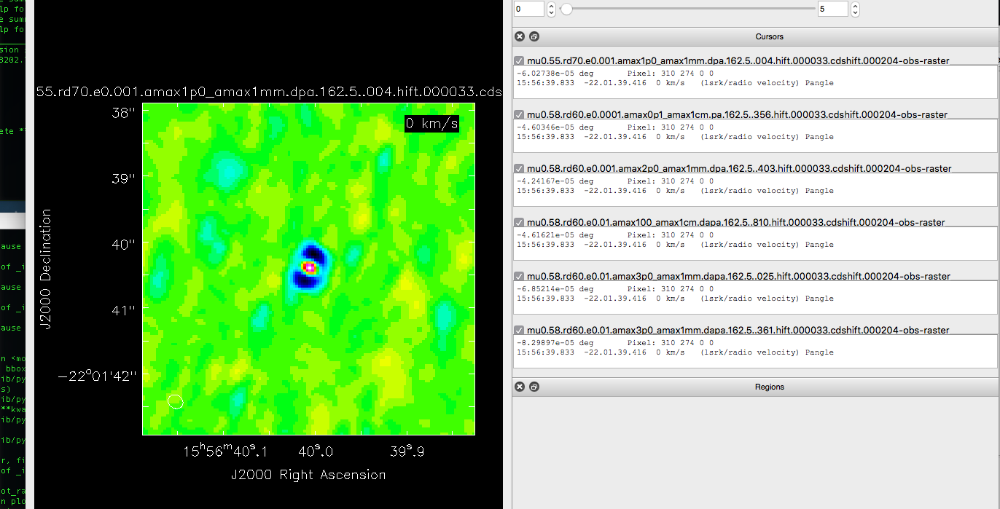 lp fo
e sum
lp fo
sion
8202.
ete *
ause
of _i
ause
of _i
ause
n <mo
bbox
ib/py
s)
ib/py
**kwa
ib/py
ib/py
r, fi
of _i
ot_ra
n plo
55.rd70.e0.001.amax1p0_amax1mm.dpa.162.5..004.hift.000033.cds
0 km/s
38"
39"
40"
41"
−22°01'42"
J2000 Declination
15ʰ56ᵐ40ˢ.1
40ˢ.0
39ˢ.9
J2000 Right Ascension
0
5
Cursors
mu0.55.rd70.e0.001.amax1p0_amax1mm.dpa.162.5..004.hift.000033.cdshift.000204-obs-raster
-6.02738e-05 deg Pixel: 310 274 0 0
15:56:39.833 -22.01.39.416 0 km/s (lsrk/radio velocity) Pangle
mu0.58.rd60.e0.0001.amax0p1_amax1cm.pa.162.5..356.hift.000033.cdshift.000204-obs-raster
-4.60346e-05 deg Pixel: 310 274 0 0
15:56:39.833 -22.01.39.416 0 km/s (lsrk/radio velocity) Pangle
mu0.58.rd60.e0.001.amax2p0_amax1mm.dpa.162.5..403.hift.000033.cdshift.000204-obs-raster
-4.24167e-05 deg Pixel: 310 274 0 0
15:56:39.833 -22.01.39.416 0 km/s (lsrk/radio velocity) Pangle
mu0.58.rd60.e0.01.amax100_amax1cm.dapa.162.5..810.hift.000033.cdshift.000204-obs-raster
-4.61621e-05 deg Pixel: 310 274 0 0
15:56:39.833 -22.01.39.416 0 km/s (lsrk/radio velocity) Pangle
mu0.58.rd60.e0.01.amax3p0_amax1mm.dapa.162.5..025.hift.000033.cdshift.000204-obs-raster
-6.85214e-05 deg Pixel: 310 274 0 0
15:56:39.833 -22.01.39.416 0 km/s (lsrk/radio velocity) Pangle
mu0.58.rd60.e0.01.amax3p0_amax1mm.dapa.162.5..361.hift.000033.cdshift.000204-obs-raster
-8.29897e-05 deg Pixel: 310 274 0 0
15:56:39.833 -22.01.39.416 0 km/s (lsrk/radio velocity) Pangle
Regions